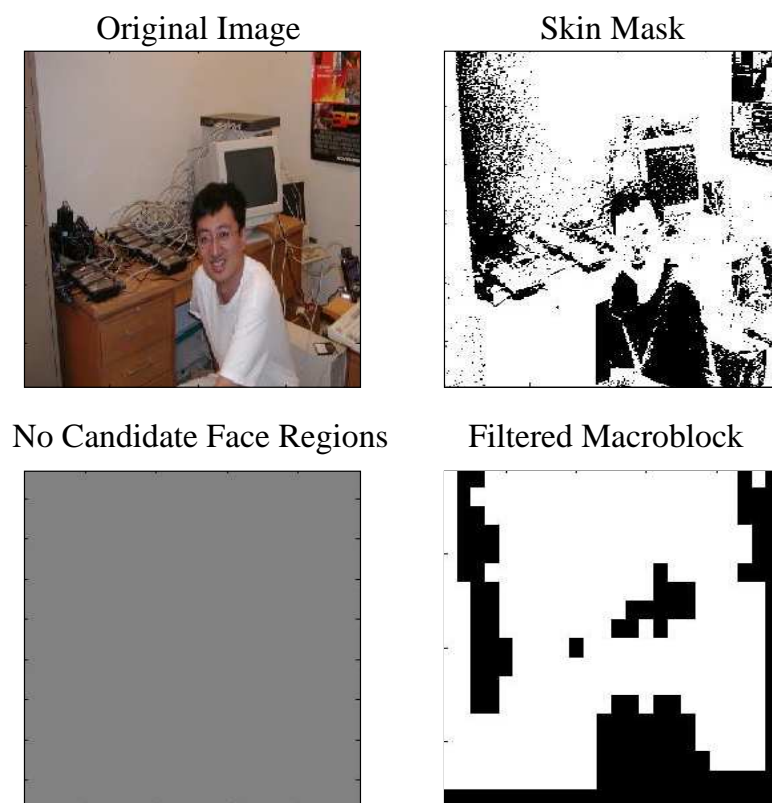 Original Image
Skin Mask
No Candidate Face Regions
Filtered Macroblock